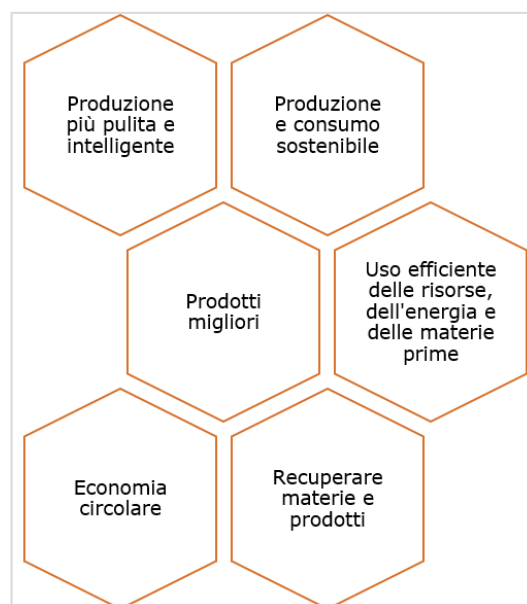 Produzione
più pulita e
intelligente
Produzione
e consumo
sostenibile
Prodotti
migliori
Uso efficiente
delle risorse,
dell'energia e
delle materie
prime
Economia
circolare
Recuperare
materie e
prodotti